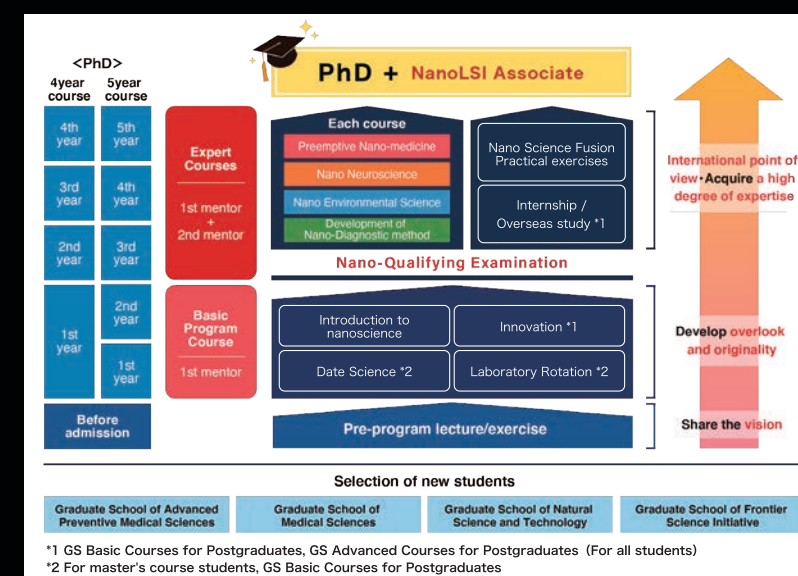 PhD + NanoLSI Associate
<PhD>
4year
course
5year
course
4th
year
5th
year
3rd
year
4th
year
2nd
year
3rd
year
1st
year
2nd
year
1st
year
Before
admission
Expert
Courses
1st mentor
+
2nd mentor
Basic
Program
Course
1st mentor
Each course
Preemptive Nano-medicine
Nano Neuroscience
Nano Environmental Science
Development of
Nano-Diagnostic method
Nano Science Fusion
Practical exercises
Internship /
Overseas study *1
Nano-Qualifying Examination
Introduction to
nanoscience
Innovation *1
Date Science *2
Laboratory Rotation *2
Pre-program lecture/exercise
International point of
view・Acquire a high
degree of expertise
Develop overlook
and originality
Share the vision
Selection of new students
Graduate School of Advanced
Preventive Medical Sciences
Graduate School of
Medical Sciences
Graduate School of Natural
Science and Technology
Graduate School of Frontier
Science Initiative
*1 GS Basic Courses for Postgraduates, GS Advanced Courses for Postgraduates (For all students)
*2 For master's course students, GS Basic Courses for Postgraduates